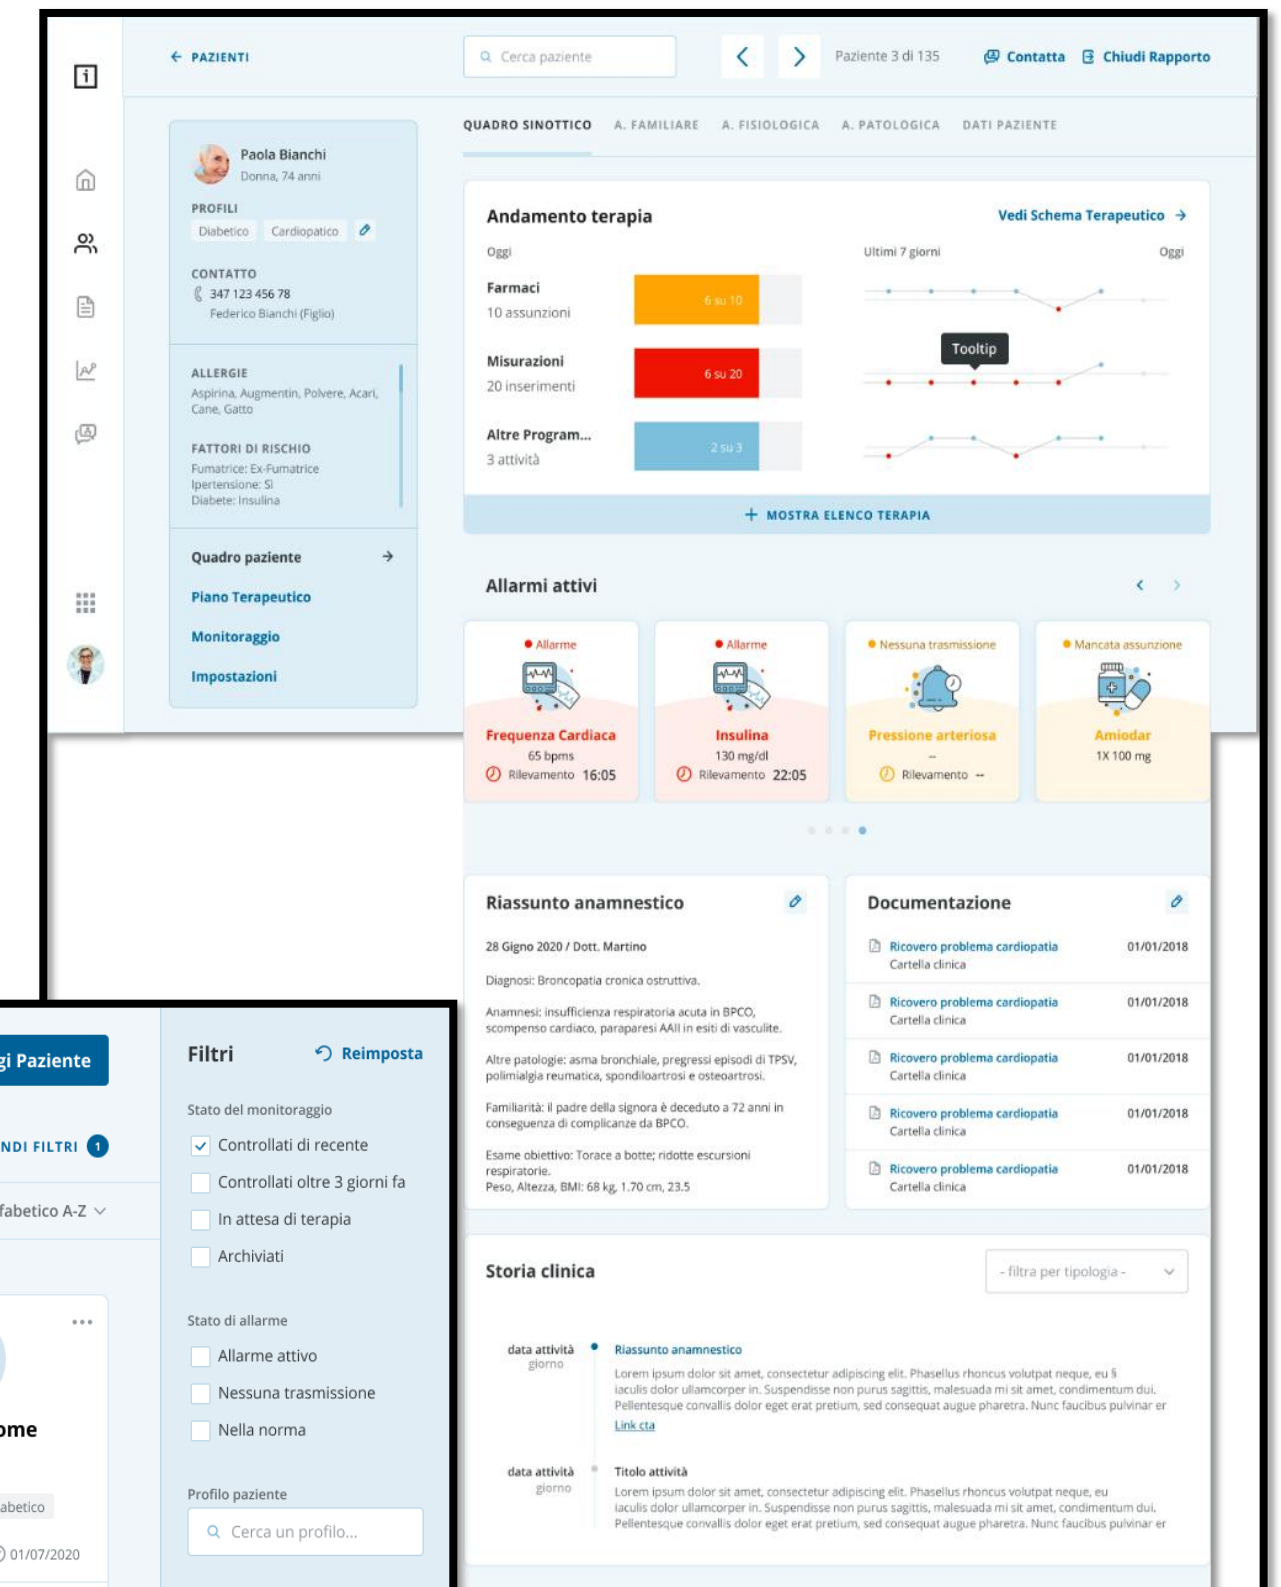 ← PAZIENTI
Cerca paziente
Paziente 3 di 135
Contatta
Chiudi Rapporto
Paola Bianchi
Donna, 74 anni
PROFILI
Diabetico
Cardiopatico
CONTATTO
347 123 456 78
Federico Bianchi (Figlio)
ALLERGIE
Aspirina, Augmentin, Polvere, Acari,
Cane, Gatto
FATTORI DI RISCHIO
Fumatrice: Ex-Fumatrice
Ipertensione: Sì
Diabete: Insulina
Quadro paziente →
Piano Terapeutico
Monitoraggio
Impostazioni
QUADRO SINOTTICO
A. FAMILIARE
A. FISIOLOGICA
A. PATOLOGICA
DATI PAZIENTE
Andamento terapia
Vedi Schema Terapeutico →
Oggi
Ultimi 7 giorni
Oggi
Farmaci
10 assunzioni
6 su 10
Misurazioni
20 inserimenti
6 su 20
Tooltip
Altre Program...
3 attività
2 su 3
+ MOSTRA ELENCO TERAPIA
Allarmi attivi
Allarme
Frequenza Cardiaca
65 bpms
Rilevamento 16:05
Allarme
Insulina
130 mg/dl
Rilevamento 22:05
Nessuna trasmissione
Pressione arteriosa
--
Rilevamento --
Mancata assunzione
Amiodar
1X 100 mg
Riassunto anamnestico
28 Gigno 2020 / Dott. Martino
Diagnosi: Broncopatia cronica ostruttiva.
Anamnesi: insufficienza respiratoria acuta in BPCO,
scompenso cardiaco, paraparesi AAII in esiti di vasculite.
Altre patologie: asma bronchiale, pregressi episodi di TPSV,
polimialgia reumatica, spondiloartrosi e osteoartrosi.
Familiarità: il padre della signora è deceduto a 72 anni in
conseguenza di complicanze da BPCO.
Esame obiettivo: Torace a botte; ridotte escursioni
respiratorie.
Peso, Altezza, BMI: 68 kg, 1.70 cm, 23.5
Documentazione
Ricovero problema cardiopatia 01/01/2018
Cartella clinica
Ricovero problema cardiopatia 01/01/2018
Cartella clinica
Ricovero problema cardiopatia 01/01/2018
Cartella clinica
Ricovero problema cardiopatia 01/01/2018
Cartella clinica
Ricovero problema cardiopatia 01/01/2018
Cartella clinica
Storia clinica
- filtra per tipologia -
data attività
giorno
Riassunto anamnestico
Lorem ipsum dolor sit amet, consectetur adipiscing elit. Phasellus rhoncus volutpat neque, eu §
iaculis dolor ullamcorper in. Suspendisse non purus sagittis, malesuada mi sit amet, condimentum dui.
Pellentesque convallis dolor eget erat pretium, sed consequat augue pharetra. Nunc faucibus pulvinar er
Link cta
data attività
giorno
Titolo attività
Lorem ipsum dolor sit amet, consectetur adipiscing elit. Phasellus rhoncus volutpat neque, eu
iaculis dolor ullamcorper in. Suspendisse non purus sagittis, malesuada mi sit amet, condimentum dui.
Pellentesque convallis dolor eget erat pretium, sed consequat augue pharetra. Nunc faucibus pulvinar er
gi Paziente
NDI FILTRI 1
fabetico A-Z
ome
abetico
01/07/2020
Filtri
Reimposta
Stato del monitoraggio
Controllati di recente
Controllati oltre 3 giorni fa
In attesa di terapia
Archiviati
Stato di allarme
Allarme attivo
Nessuna trasmissione
Nella norma
Profilo paziente
Cerca un profilo...